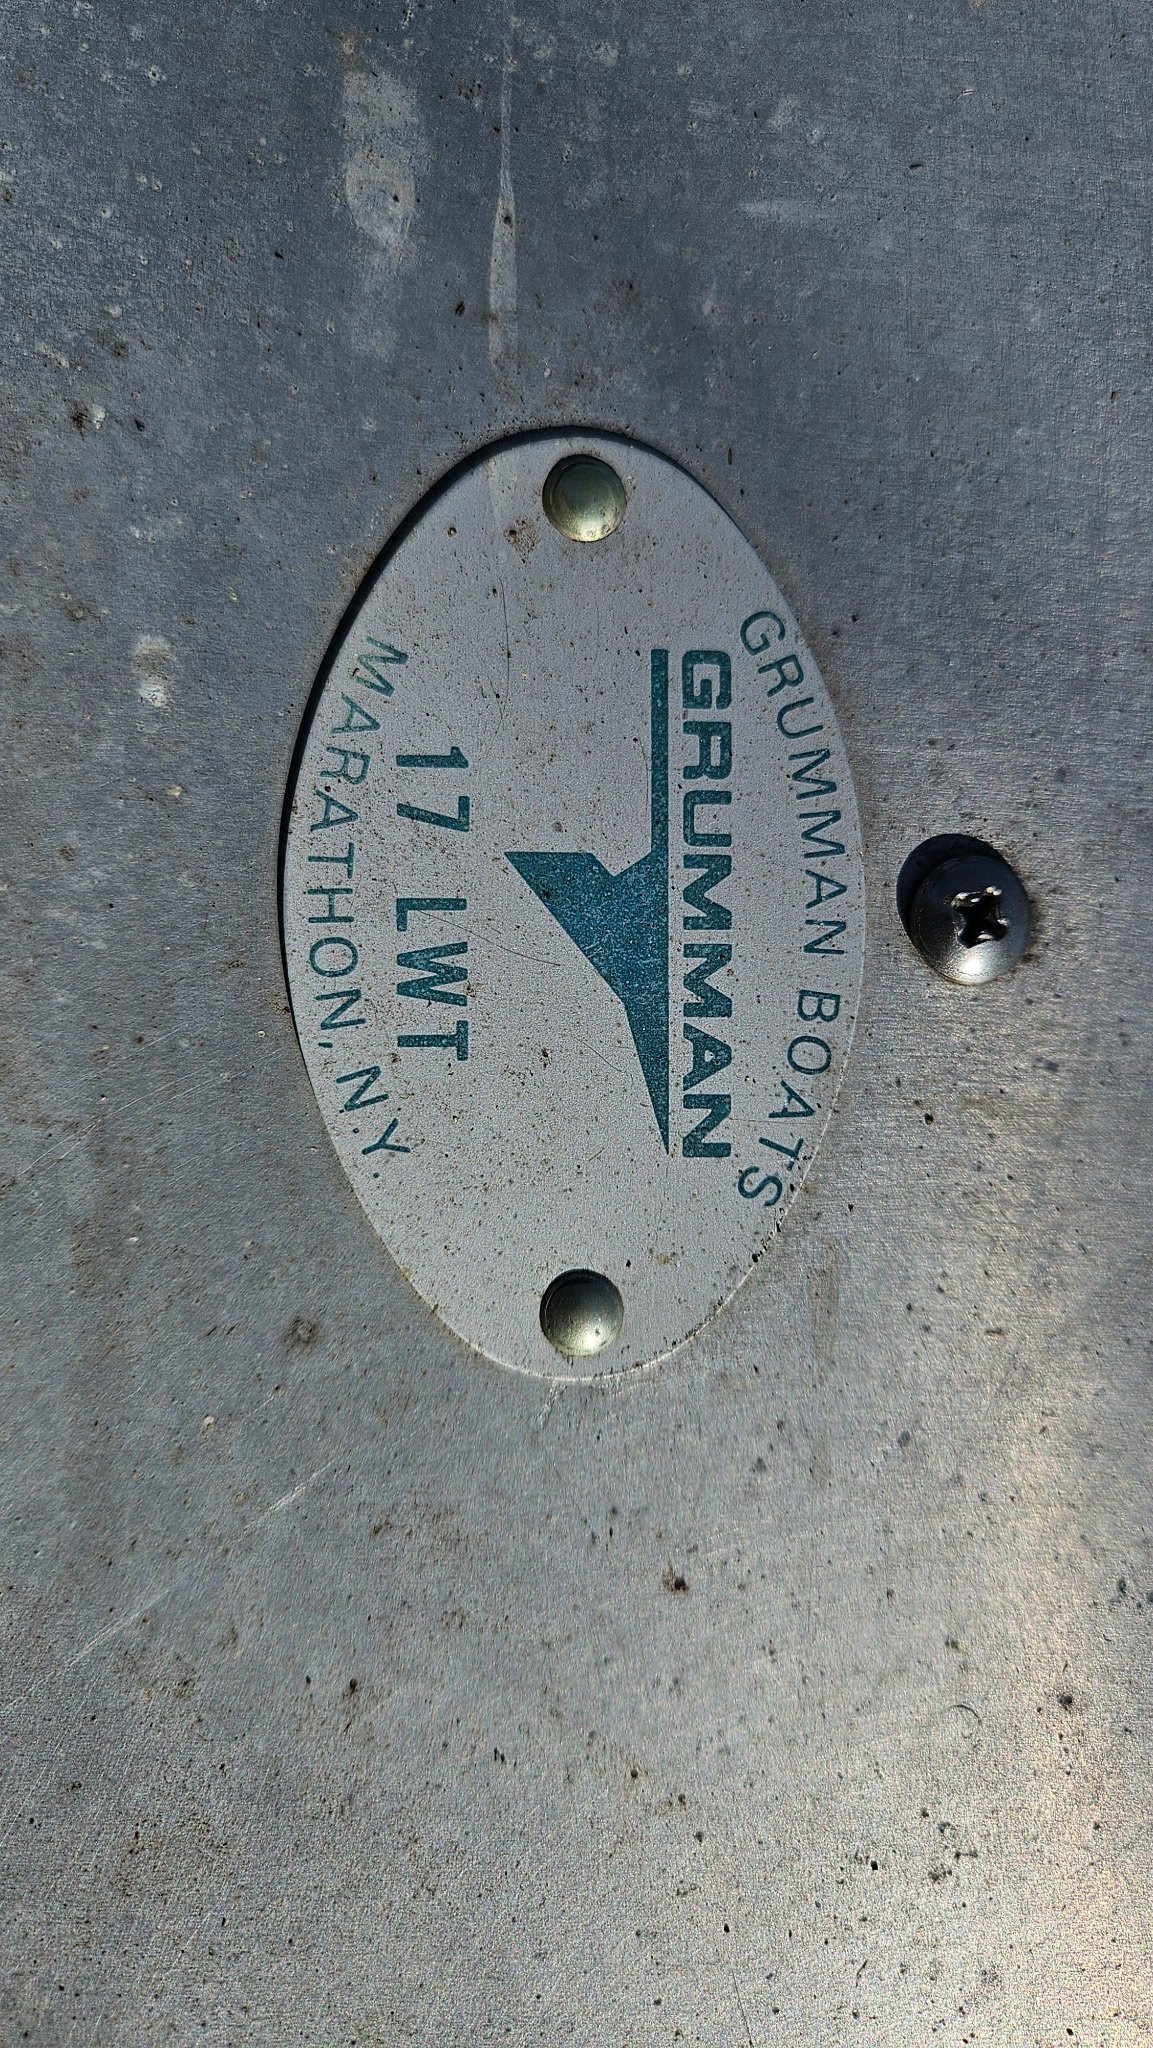 GRUMMAN BOATS
GRUMMAN
17 LWT
MARATHON, N.Y.